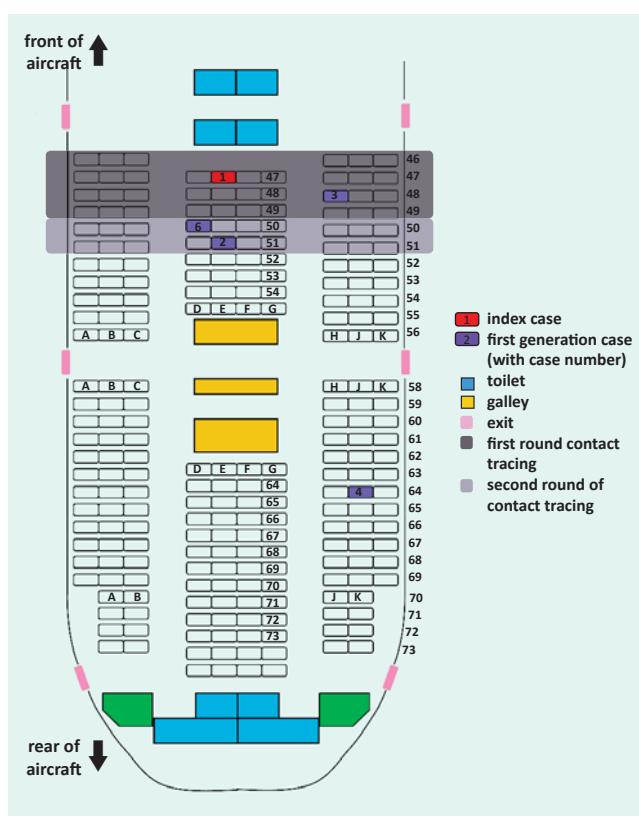 front of
aircraft
46
1 47 47
48 3 48
49 49
6 50 50
2 51 51
52 52
53 53
54 54
D E F G 55
A B C H J K 56
1 index case
2 first generation case
(with case number)
toilet
galley
exit
first round contact
tracing
second round of
contact tracing
A B C H J K 58
59
60
61
62
D E F G 63
64 4 64
65 65
66 66
67 67
68 68
69 69
70
A B J K 70
71 71
72 72
73 73
rear of
aircraft